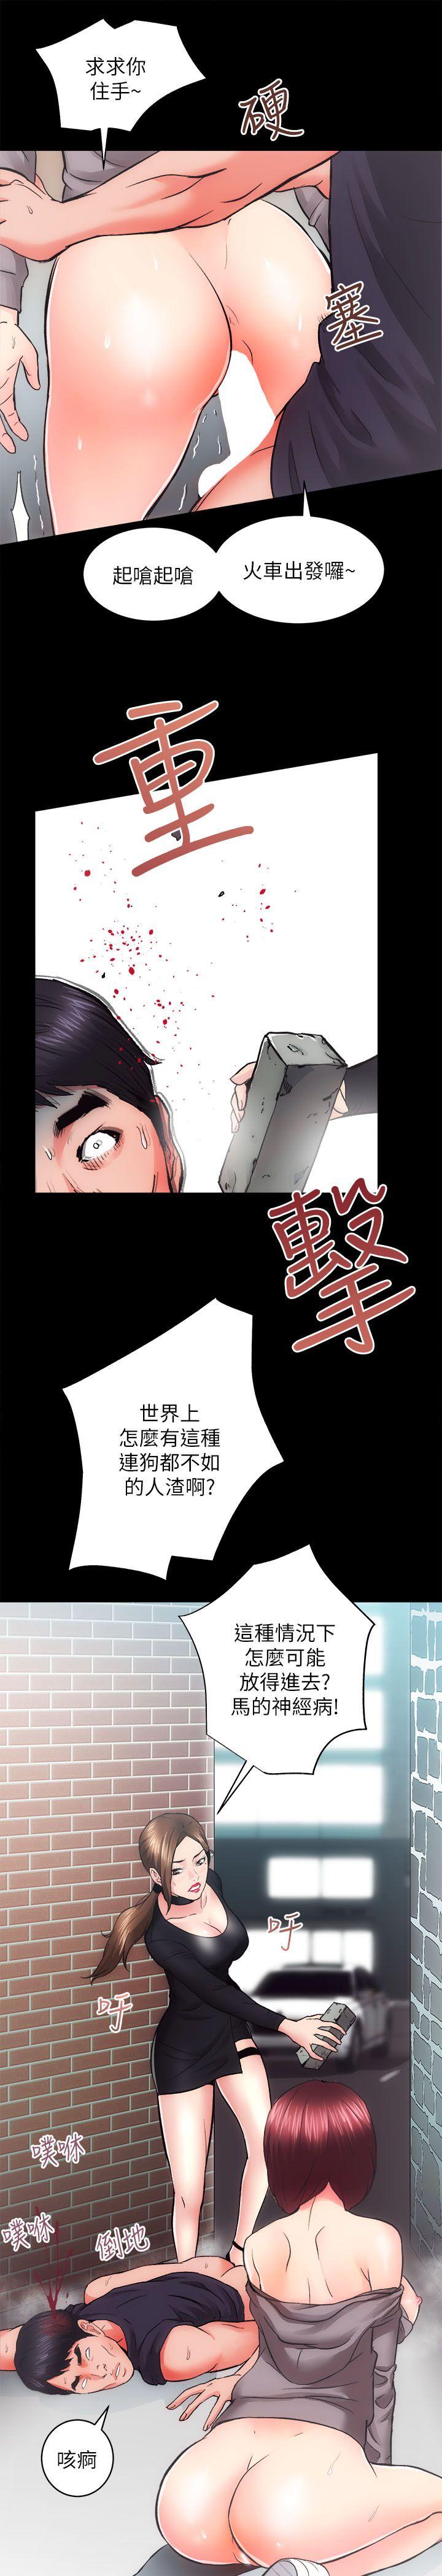 求求你
住手~
硬
塞
火車出發囉~
起嗆起嗆
重
擊
世界上
怎麼有這種
連狗都不如
的人渣啊?
這種情況下
怎麼可能
放得進去?
馬的神經病!
吁
吁
噗咻
噗咻
倒地
咳痾